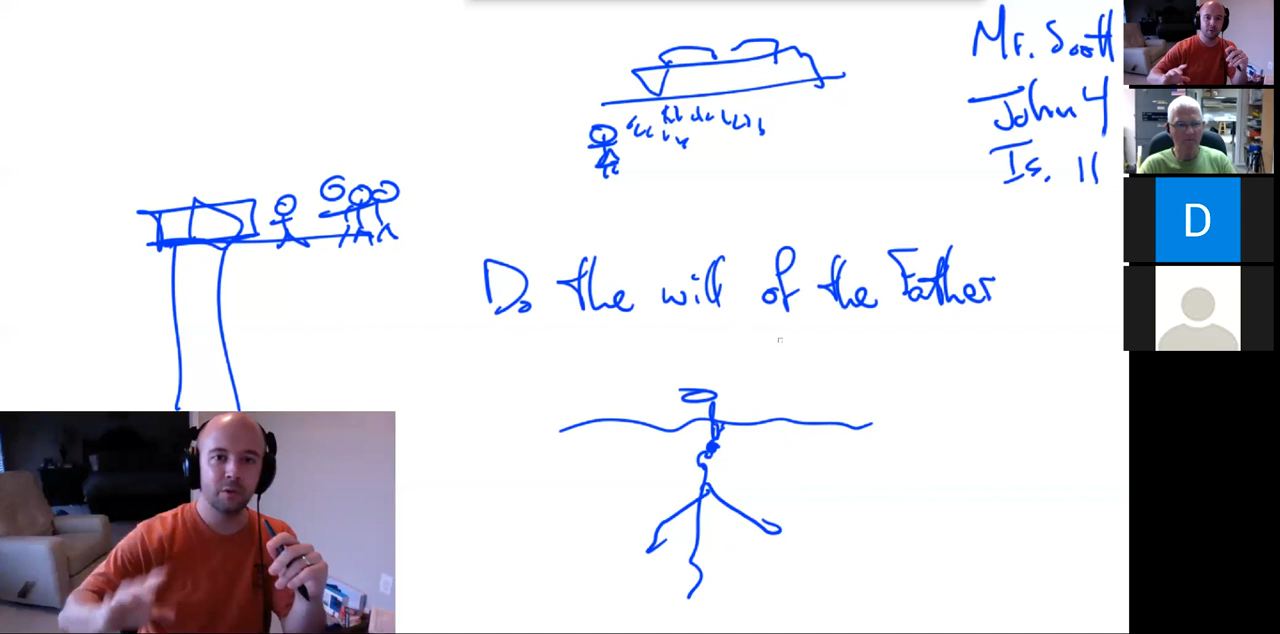 Mr. Scott
John 4
Is. 11
Do the will of the Father
D